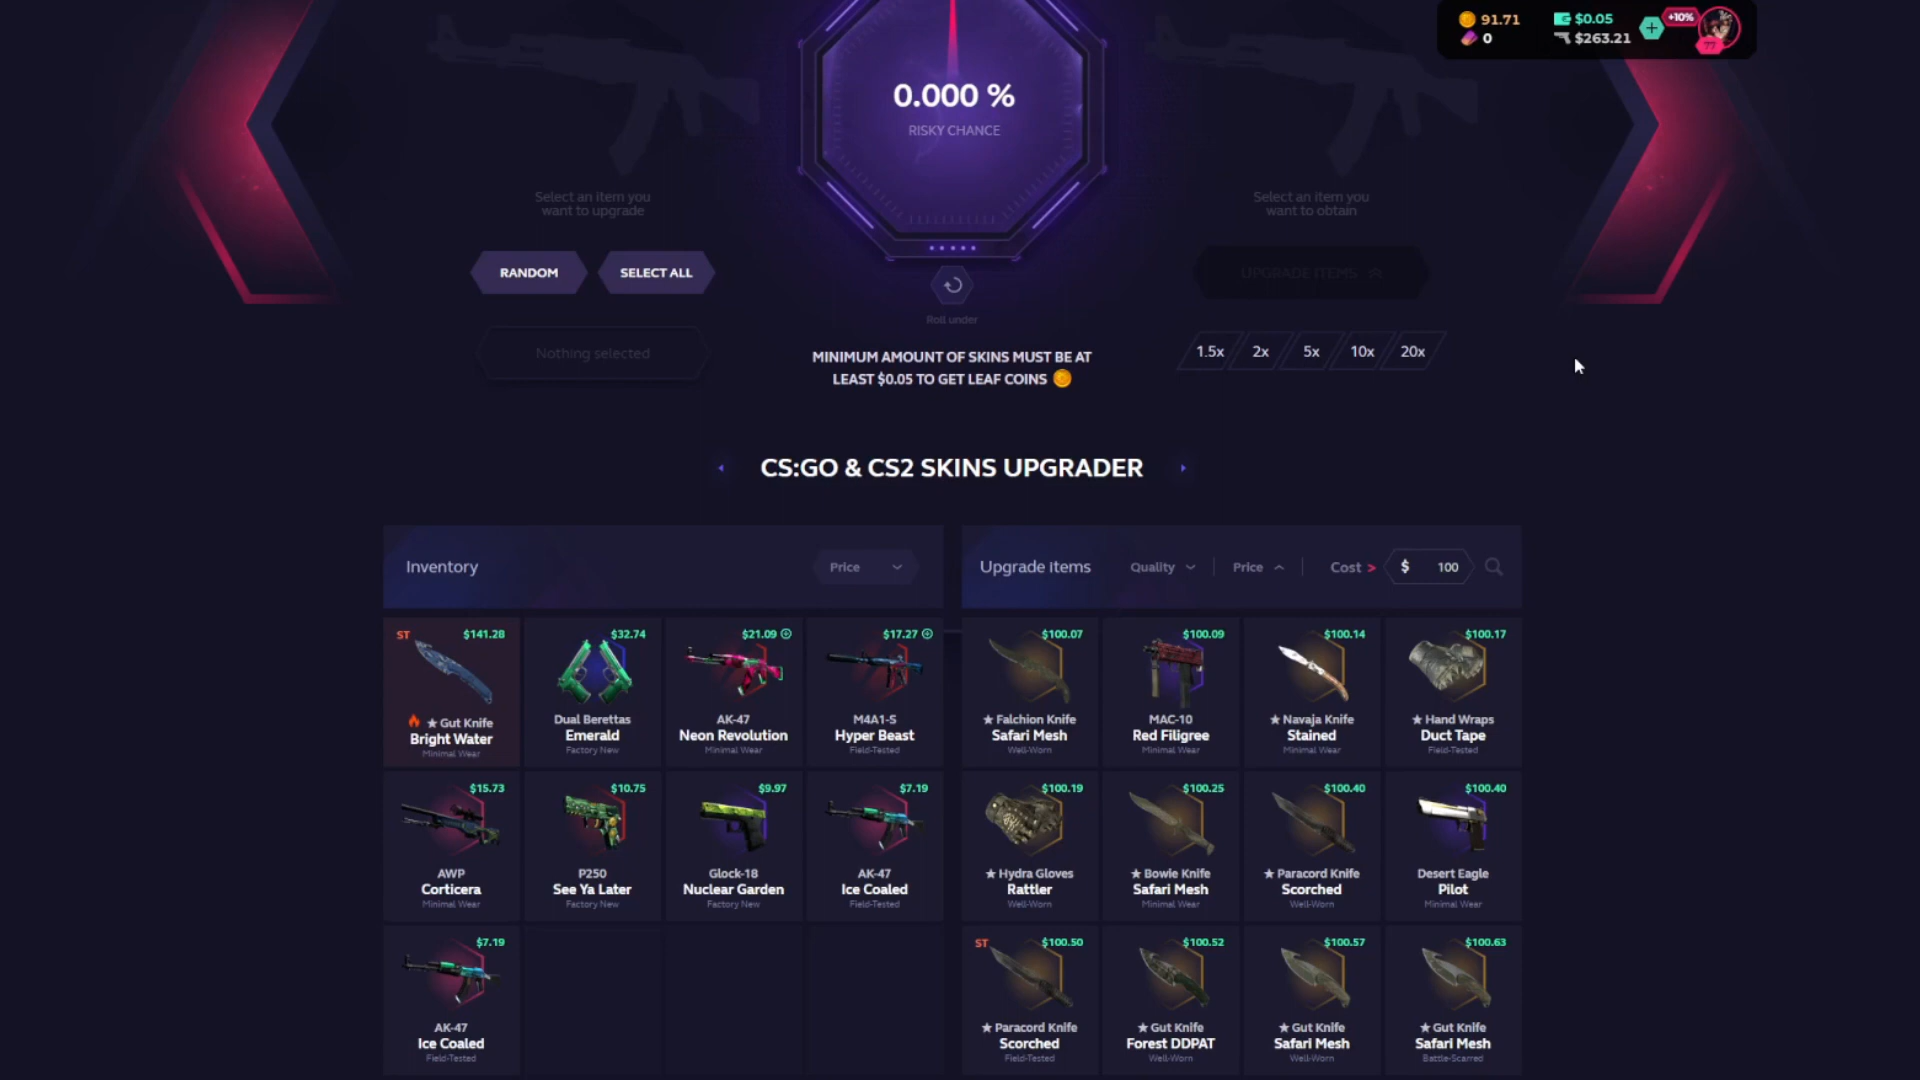 91.71
$0.05
+10%
0
$263.21
77
0.000 %
RISKY CHANCE
Select an item you
want to upgrade
Select an item you
want to obtain
RANDOM
SELECT ALL
UPGRADE ITEMS
Roll under
Nothing selected
MINIMUM AMOUNT OF SKINS MUST BE AT
LEAST $0.05 TO GET LEAF COINS
1.5x
2x
5x
10x
20x
CS:GO & CS2 SKINS UPGRADER
Inventory
Price
Upgrade items
Quality
Price
Cost >
$ 100
ST
$141.28
★ Gut Knife
Bright Water
Minimal Wear
$32.74
Dual Berettas
Emerald
Factory New
$21.09
AK-47
Neon Revolution
Minimal Wear
$17.27
M4A1-S
Hyper Beast
Field-Tested
$100.07
★ Falchion Knife
Safari Mesh
Well-Worn
$100.09
MAC-10
Red Filigree
Minimal Wear
$100.14
★ Navaja Knife
Stained
Minimal Wear
$100.17
★ Hand Wraps
Duct Tape
Field-Tested
$15.73
AWP
Corticera
Minimal Wear
$10.75
P250
See Ya Later
Factory New
$9.97
Glock-18
Nuclear Garden
Factory New
$7.19
AK-47
Ice Coaled
Field-Tested
$100.19
★ Hydra Gloves
Rattler
Well-Worn
$100.25
★ Bowie Knife
Safari Mesh
Minimal Wear
$100.40
★ Paracord Knife
Scorched
Well-Worn
$100.40
Desert Eagle
Pilot
Minimal Wear
$7.19
AK-47
Ice Coaled
Field-Tested
ST
$100.50
★ Paracord Knife
Scorched
Field-Tested
$100.52
★ Gut Knife
Forest DDPAT
Well-Worn
$100.57
★ Gut Knife
Safari Mesh
Well-Worn
$100.63
★ Gut Knife
Safari Mesh
Battle-Scarred